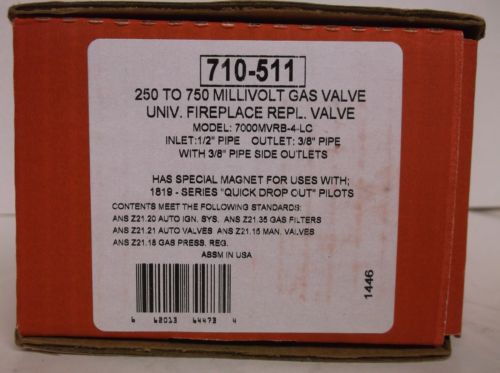 710-511
250 TO 750 MILLIVOLT GAS VALVE
UNIV. FIREPLACE REPL. VALVE
MODEL: 7000MVRB-4-LC
INLET:1/2" PIPE OUTLET: 3/8" PIPE
WITH 3/8" PIPE SIDE OUTLETS
HAS SPECIAL MAGNET FOR USES WITH;
1819 - SERIES "QUICK DROP OUT" PILOTS
CONTENTS MEET THE FOLLOWING STANDARDS:
ANS Z21.20 AUTO IGN. SYS. ANS Z21.35 GAS FILTERS
ANS Z21.21 AUTO VALVES ANS Z21.15 MAN. VALVES
ANS Z21.18 GAS PRESS. REG.
ASSM IN USA
6 62013 64473 4
1446